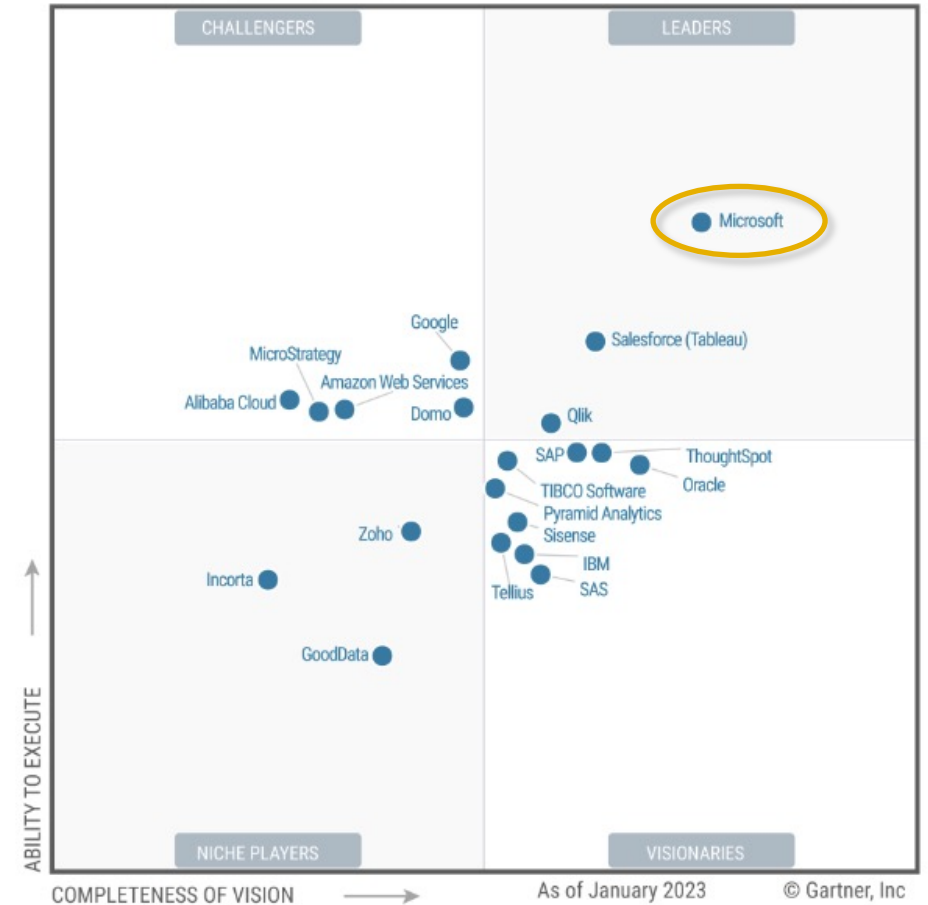 CHALLENGERS
LEADERS
Microsoft
Google
Salesforce (Tableau)
MicroStrategy
Amazon Web Services
Alibaba Cloud
Domo
Qlik
SAP
ThoughtSpot
Oracle
TIBCO Software
Pyramid Analytics
Sisense
Zoho
IBM
Incorta
SAS
Tellius
GoodData
ABILITY TO EXECUTE
NICHE PLAYERS
VISIONARIES
COMPLETENESS OF VISION
As of January 2023
© Gartner, Inc